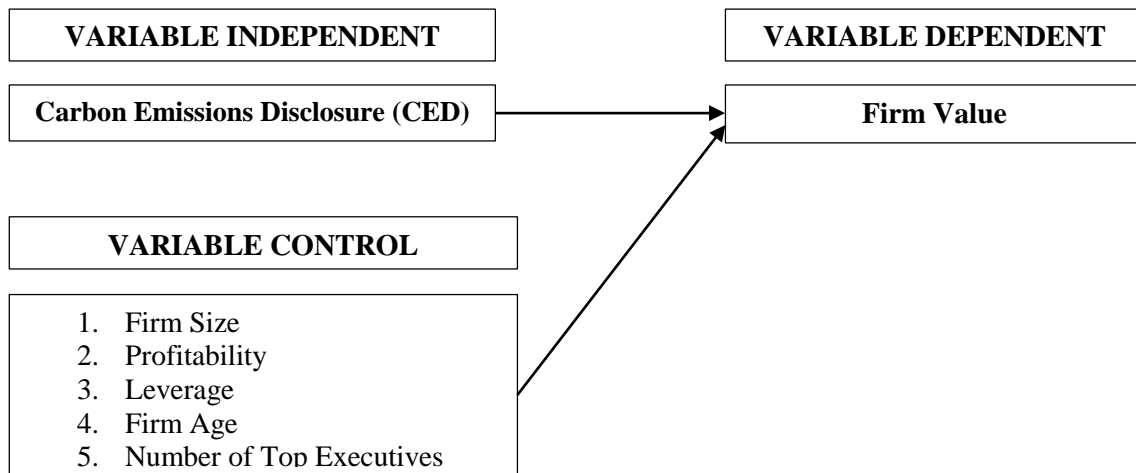 VARIABLE INDEPENDENT
VARIABLE DEPENDENT
Carbon Emissions Disclosure (CED)
Firm Value
VARIABLE CONTROL
1. Firm Size
2. Profitability
3. Leverage
4. Firm Age
5. Number of Top Executives